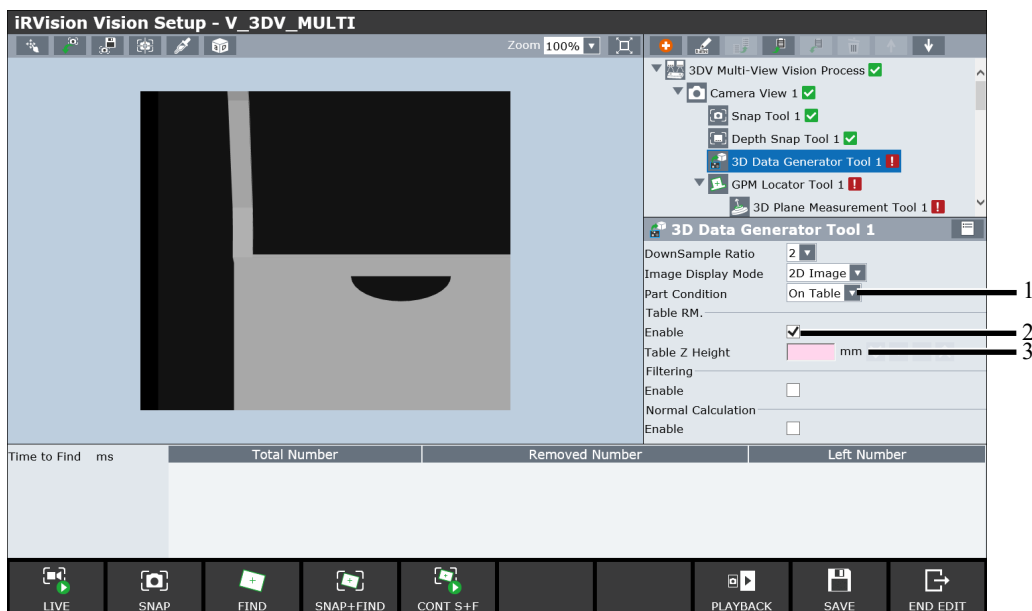 iRVision Vision Setup - V_3DV_MULTI
Zoom 100%
3DV Multi-View Vision Process
Camera View 1
Snap Tool 1
Depth Snap Tool 1
3D Data Generator Tool 1
GPM Locator Tool 1
3D Plane Measurement Tool 1
3D Data Generator Tool 1
DownSample Ratio 2
Image Display Mode 2D Image
Part Condition On Table 1
Table RM.
Enable 2
Table Z Height mm 3
Filtering
Enable
Normal Calculation
Enable
Time to Find ms Total Number Removed Number Left Number
LIVE SNAP FIND SNAP+FIND CONT S+F PLAYBACK SAVE END EDIT